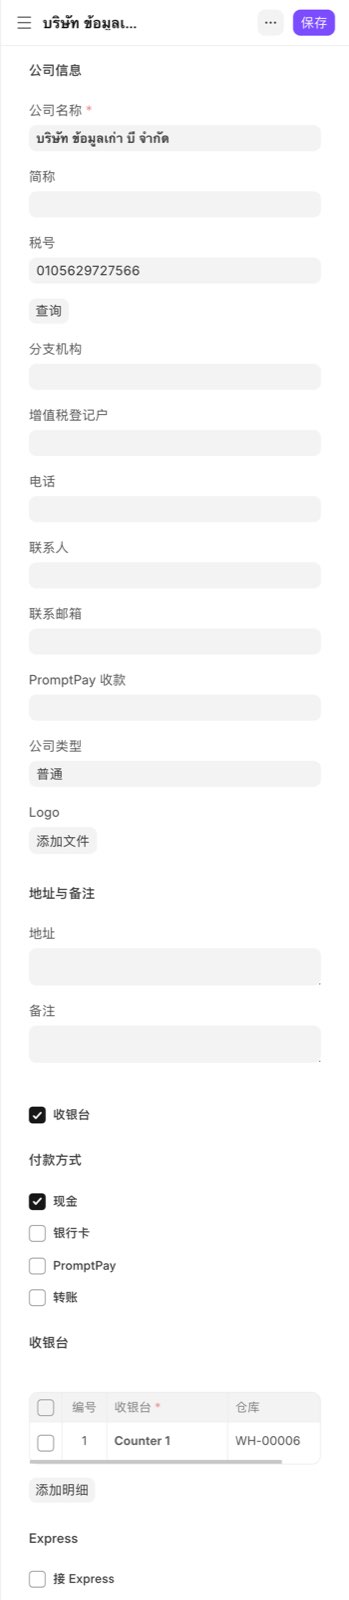 บริษัท ข้อมูลเ...
保存
公司信息
公司名称 *
บริษัท ข้อมูลเก่า บี จำกัด
简称
税号
0105629727566
查询
分支机构
增值税登记户
电话
联系人
联系邮箱
PromptPay 收款
公司类型
普通
Logo
添加文件
地址与备注
地址
备注
收银台
付款方式
现金
银行卡
PromptPay
转账
收银台
编号 收银台 * 仓库
1 Counter 1 WH-00006
添加明细
Express
接 Express